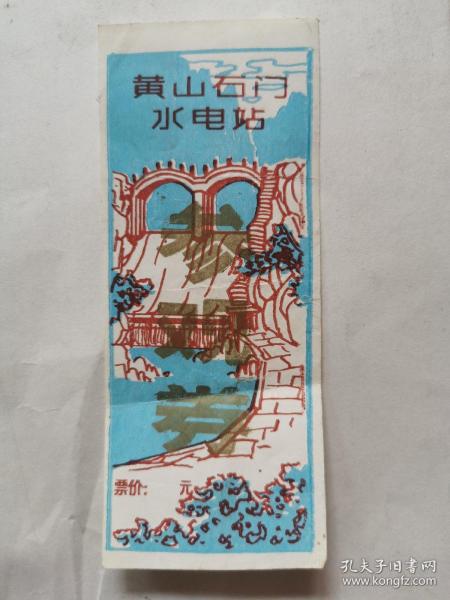 黄山石门
水电站
参
观
券
票价: 元
孔夫子旧书网
www.kongfz.com